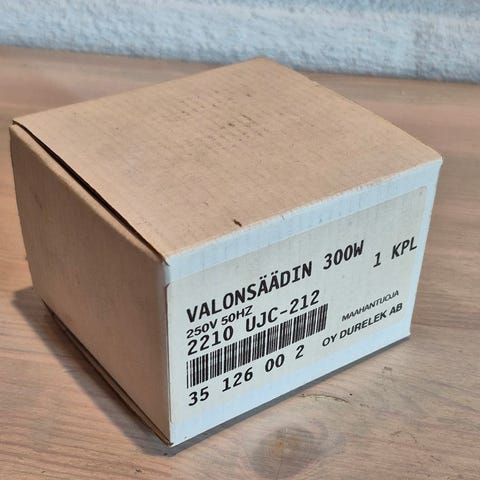 VALONSÄÄDIN 300W 1 KPL
250V 50HZ
2210 UJC-212
MAAHANTUOJA
35 126 00 2
OY DURELEK AB